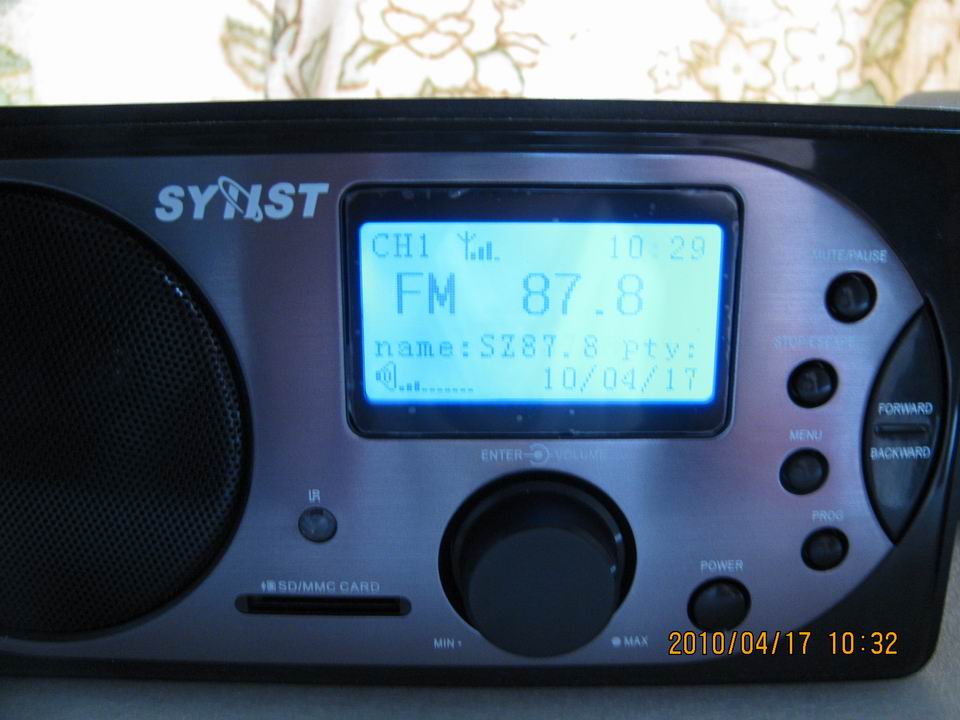 SYNST
CH1 10:29
FM 87.8
name:SZ87.8 pty:
10/04/17
MUTE/PAUSE
STOP/ESCAPE
FORWARD
BACKWARD
MENU
ENTER VOLUME
PROG
IR
POWER
SD/MMC CARD
MIN MAX
2010/04/17 10:32